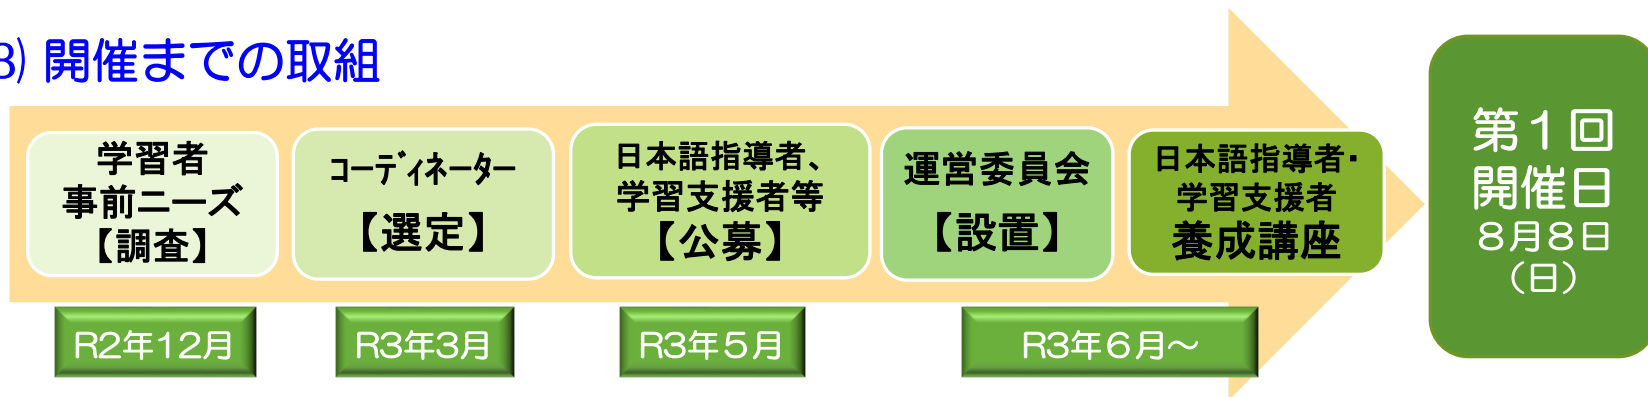 3) 開催までの取組
学習者
事前ニーズ
【調査】
コーディネーター
【選定】
日本語指導者、
学習支援者等
【公募】
運営委員会
【設置】
日本語指導者・
学習支援者
養成講座
第1回
開催日
8月8日
(日)
R2年12月
R3年3月
R3年5月
R3年6月~